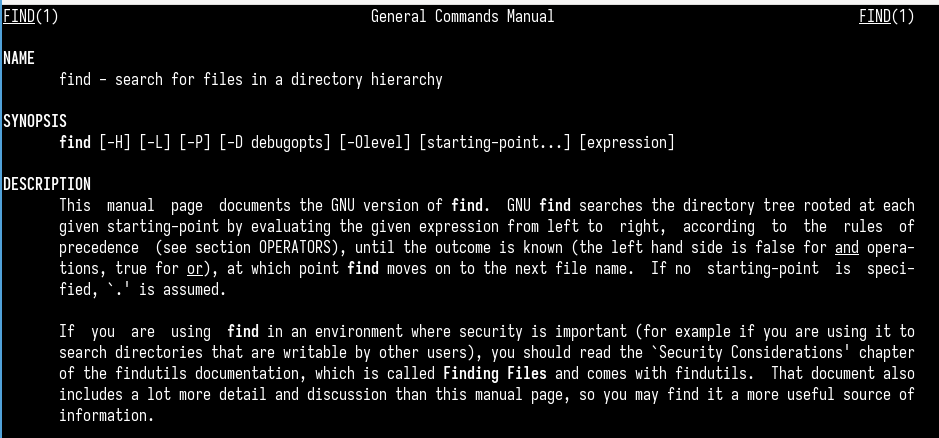 FIND(1) General Commands Manual FIND(1)
NAME
find - search for files in a directory hierarchy
SYNOPSIS
find [-H] [-L] [-P] [-D debugopts] [-Olevel] [starting-point...] [expression]
DESCRIPTION
This manual page documents the GNU version of find. GNU find searches the directory tree rooted at each
given starting-point by evaluating the given expression from left to right, according to the rules of
precedence (see section OPERATORS), until the outcome is known (the left hand side is false for and opera-
tions, true for or), at which point find moves on to the next file name. If no starting-point is speci-
fied, `.' is assumed.
If you are using find in an environment where security is important (for example if you are using it to
search directories that are writable by other users), you should read the `Security Considerations' chapter
of the findutils documentation, which is called Finding Files and comes with findutils. That document also
includes a lot more detail and discussion than this manual page, so you may find it a more useful source of
information.